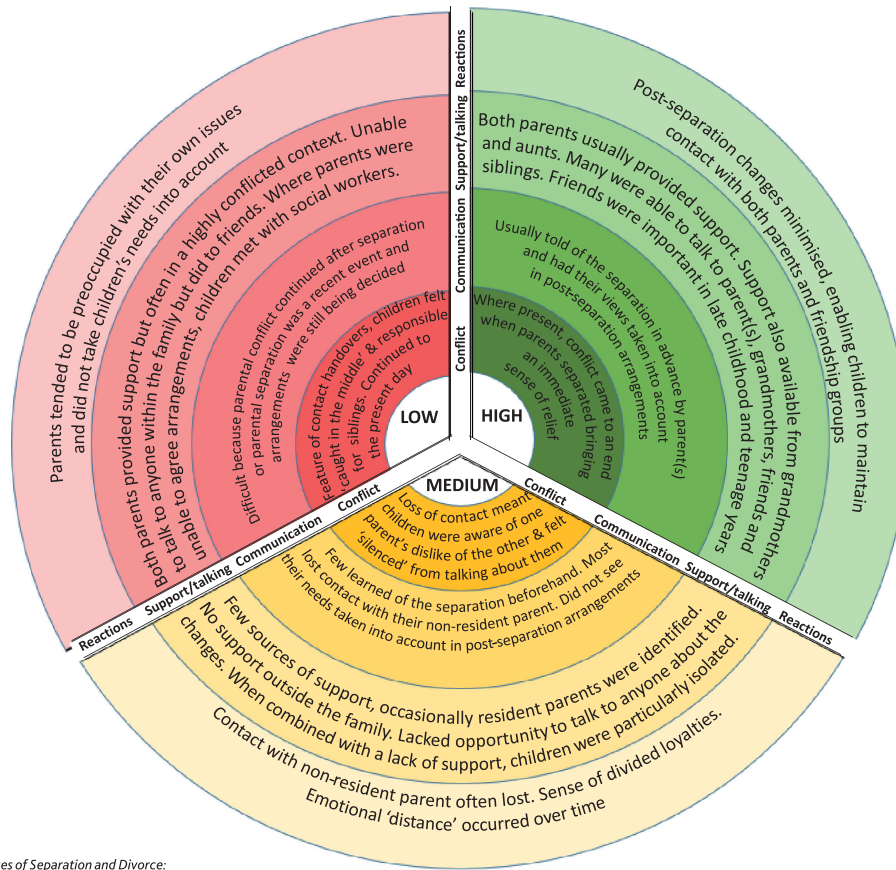 Reactions
Support/talking
Communication
Conflict
LOW
Parents tended to be preoccupied with their own issues
and did not take children's needs into account
Both parents provided support but often in a highly conflicted context. Unable
to talk to anyone within the family but did to friends. Where parents were
unable to agree arrangements, children met with social workers.
Difficult because parental conflict continued after separation
or parental separation was a recent event and
arrangements were still being decided
Feature of contact handovers, children felt
'caught in the middle' & responsible
for siblings. Continued to
the present day
HIGH
Post-separation changes minimised, enabling children to maintain
contact with both parents and friendship groups
Both parents usually provided support. Support also available from grandmothers
and aunts. Many were able to talk to parent(s), grandmothers, friends and
siblings. Friends were important in late childhood and teenage years
Usually told of the separation in advance by parent(s)
and had their views taken into account
in post-separation arrangements
Where present, conflict came to an end
when parents separated bringing
an immediate
sense of relief
Reactions
Support/talking
Communication
Conflict
Conflict
Communication
Support/talking
Reactions
MEDIUM
Loss of contact meant
children were aware of one
parent's dislike of the other & felt
'silenced' from talking about them
Few learned of the separation beforehand. Most
lost contact with their non-resident parent. Did not see
their needs taken into account in post-separation arrangements
Few sources of support, occasionally resident parents were identified.
No support outside the family. Lacked opportunity to talk to anyone about the
changes. When combined with a lack of support, children were particularly isolated.
Contact with non-resident parent often lost. Sense of divided loyalties.
Emotional 'distance' occurred over time
es of Separation and Divorce: